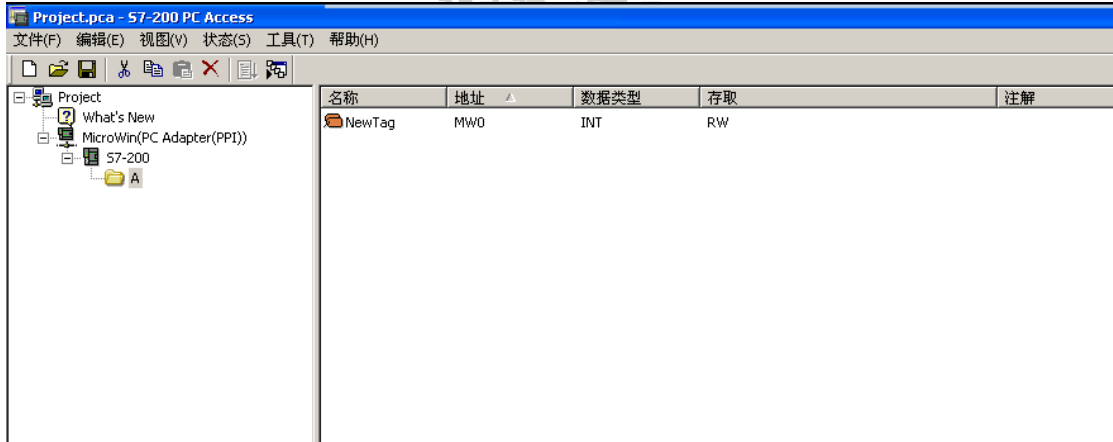 Project.pca - S7-200 PC Access
文件(F) 编辑(E) 视图(V) 状态(S) 工具(T) 帮助(H)
Project
What's New
MicroWin(PC Adapter(PPI))
S7-200
A
名称 地址 数据类型 存取 注解
NewTag MW0 INT RW